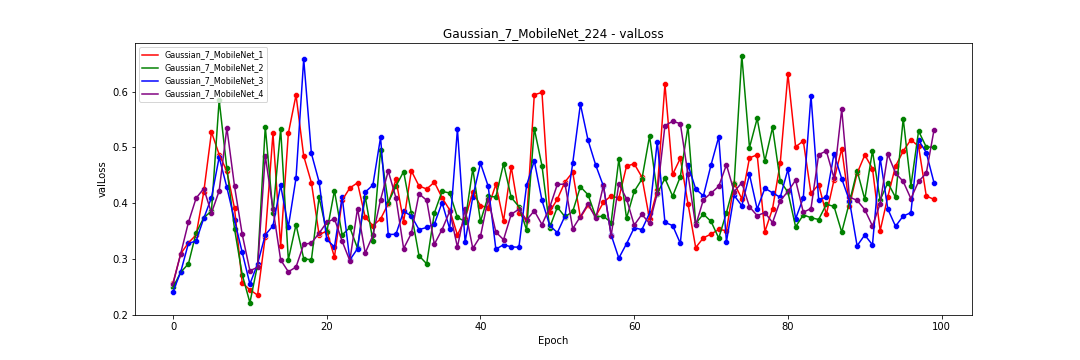 Gaussian_7_MobileNet_224 - valLoss
Gaussian_7_MobileNet_1
Gaussian_7_MobileNet_2
Gaussian_7_MobileNet_3
Gaussian_7_MobileNet_4
0.6
0.5
0.4
0.3
0.2
valLoss
0 20 40 60 80 100
Epoch